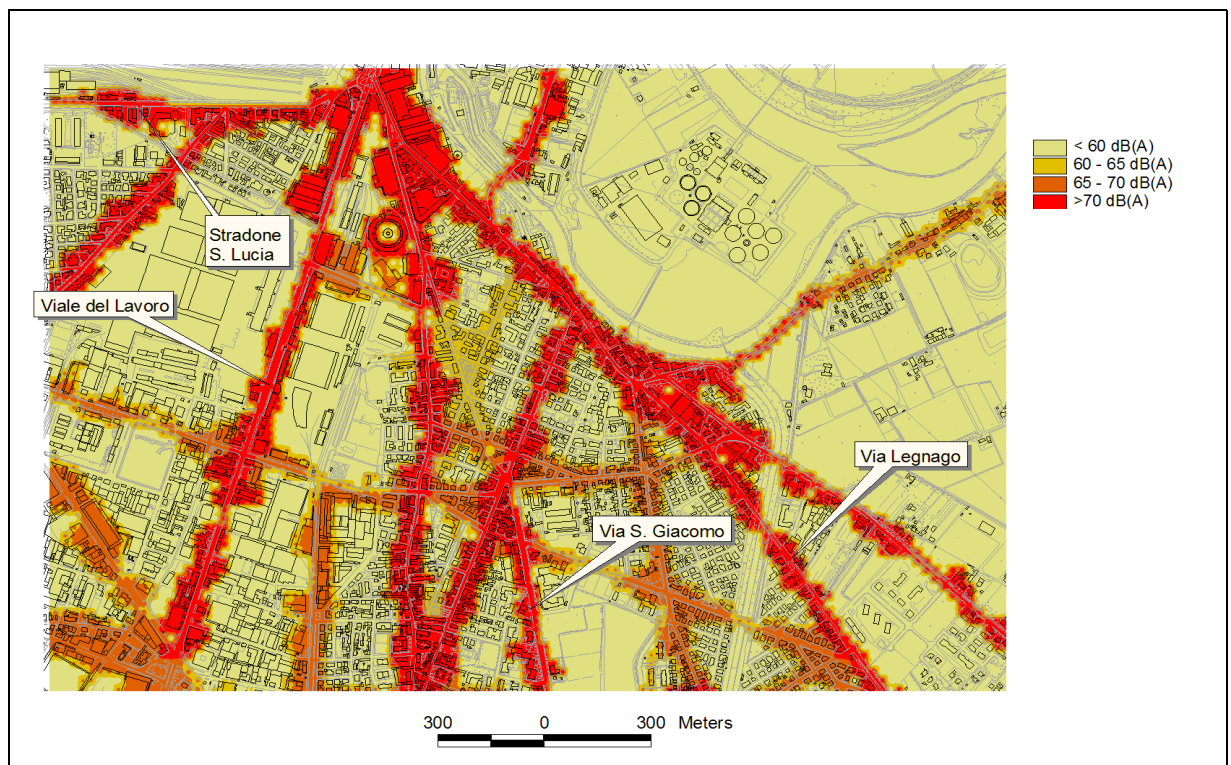 < 60 dB(A)
60 - 65 dB(A)
65 - 70 dB(A)
>70 dB(A)
Stradone
S. Lucia
Viale del Lavoro
Via Legnago
Via S. Giacomo
300 0 300 Meters